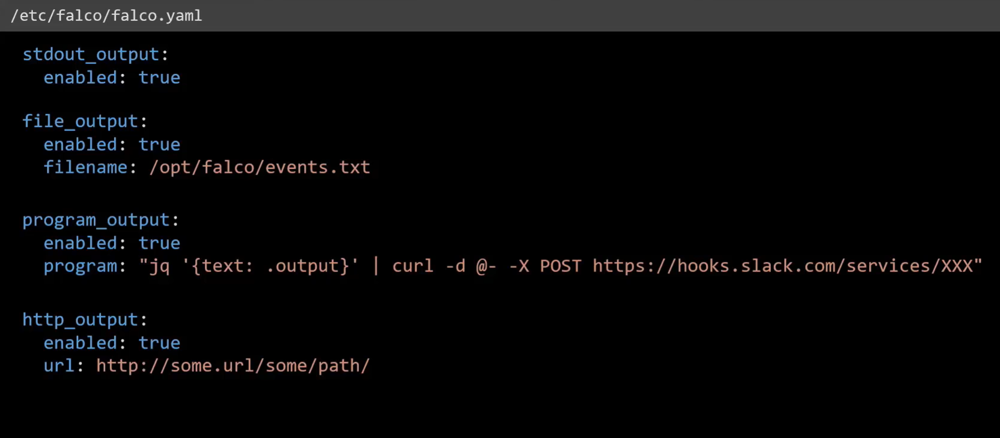 /etc/falco/falco.yaml
stdout_output:
  enabled: true
file_output:
  enabled: true
  filename: /opt/falco/events.txt
program_output:
  enabled: true
  program: "jq '{text: .output}' | curl -d @- -X POST https://hooks.slack.com/services/XXX"
http_output:
  enabled: true
  url: http://some.url/some/path/